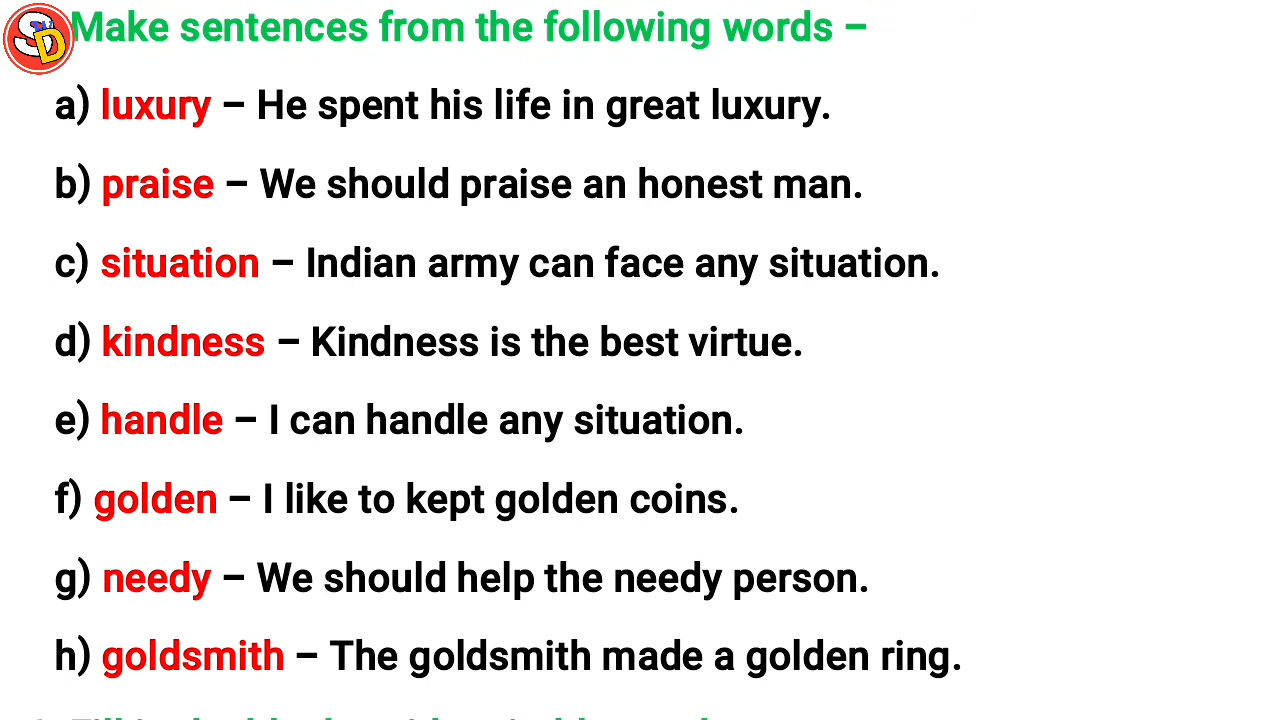 Make sentences from the following words –
a) luxury – He spent his life in great luxury.
b) praise – We should praise an honest man.
c) situation – Indian army can face any situation.
d) kindness – Kindness is the best virtue.
e) handle – I can handle any situation.
f) golden – I like to kept golden coins.
g) needy – We should help the needy person.
h) goldsmith – The goldsmith made a golden ring.